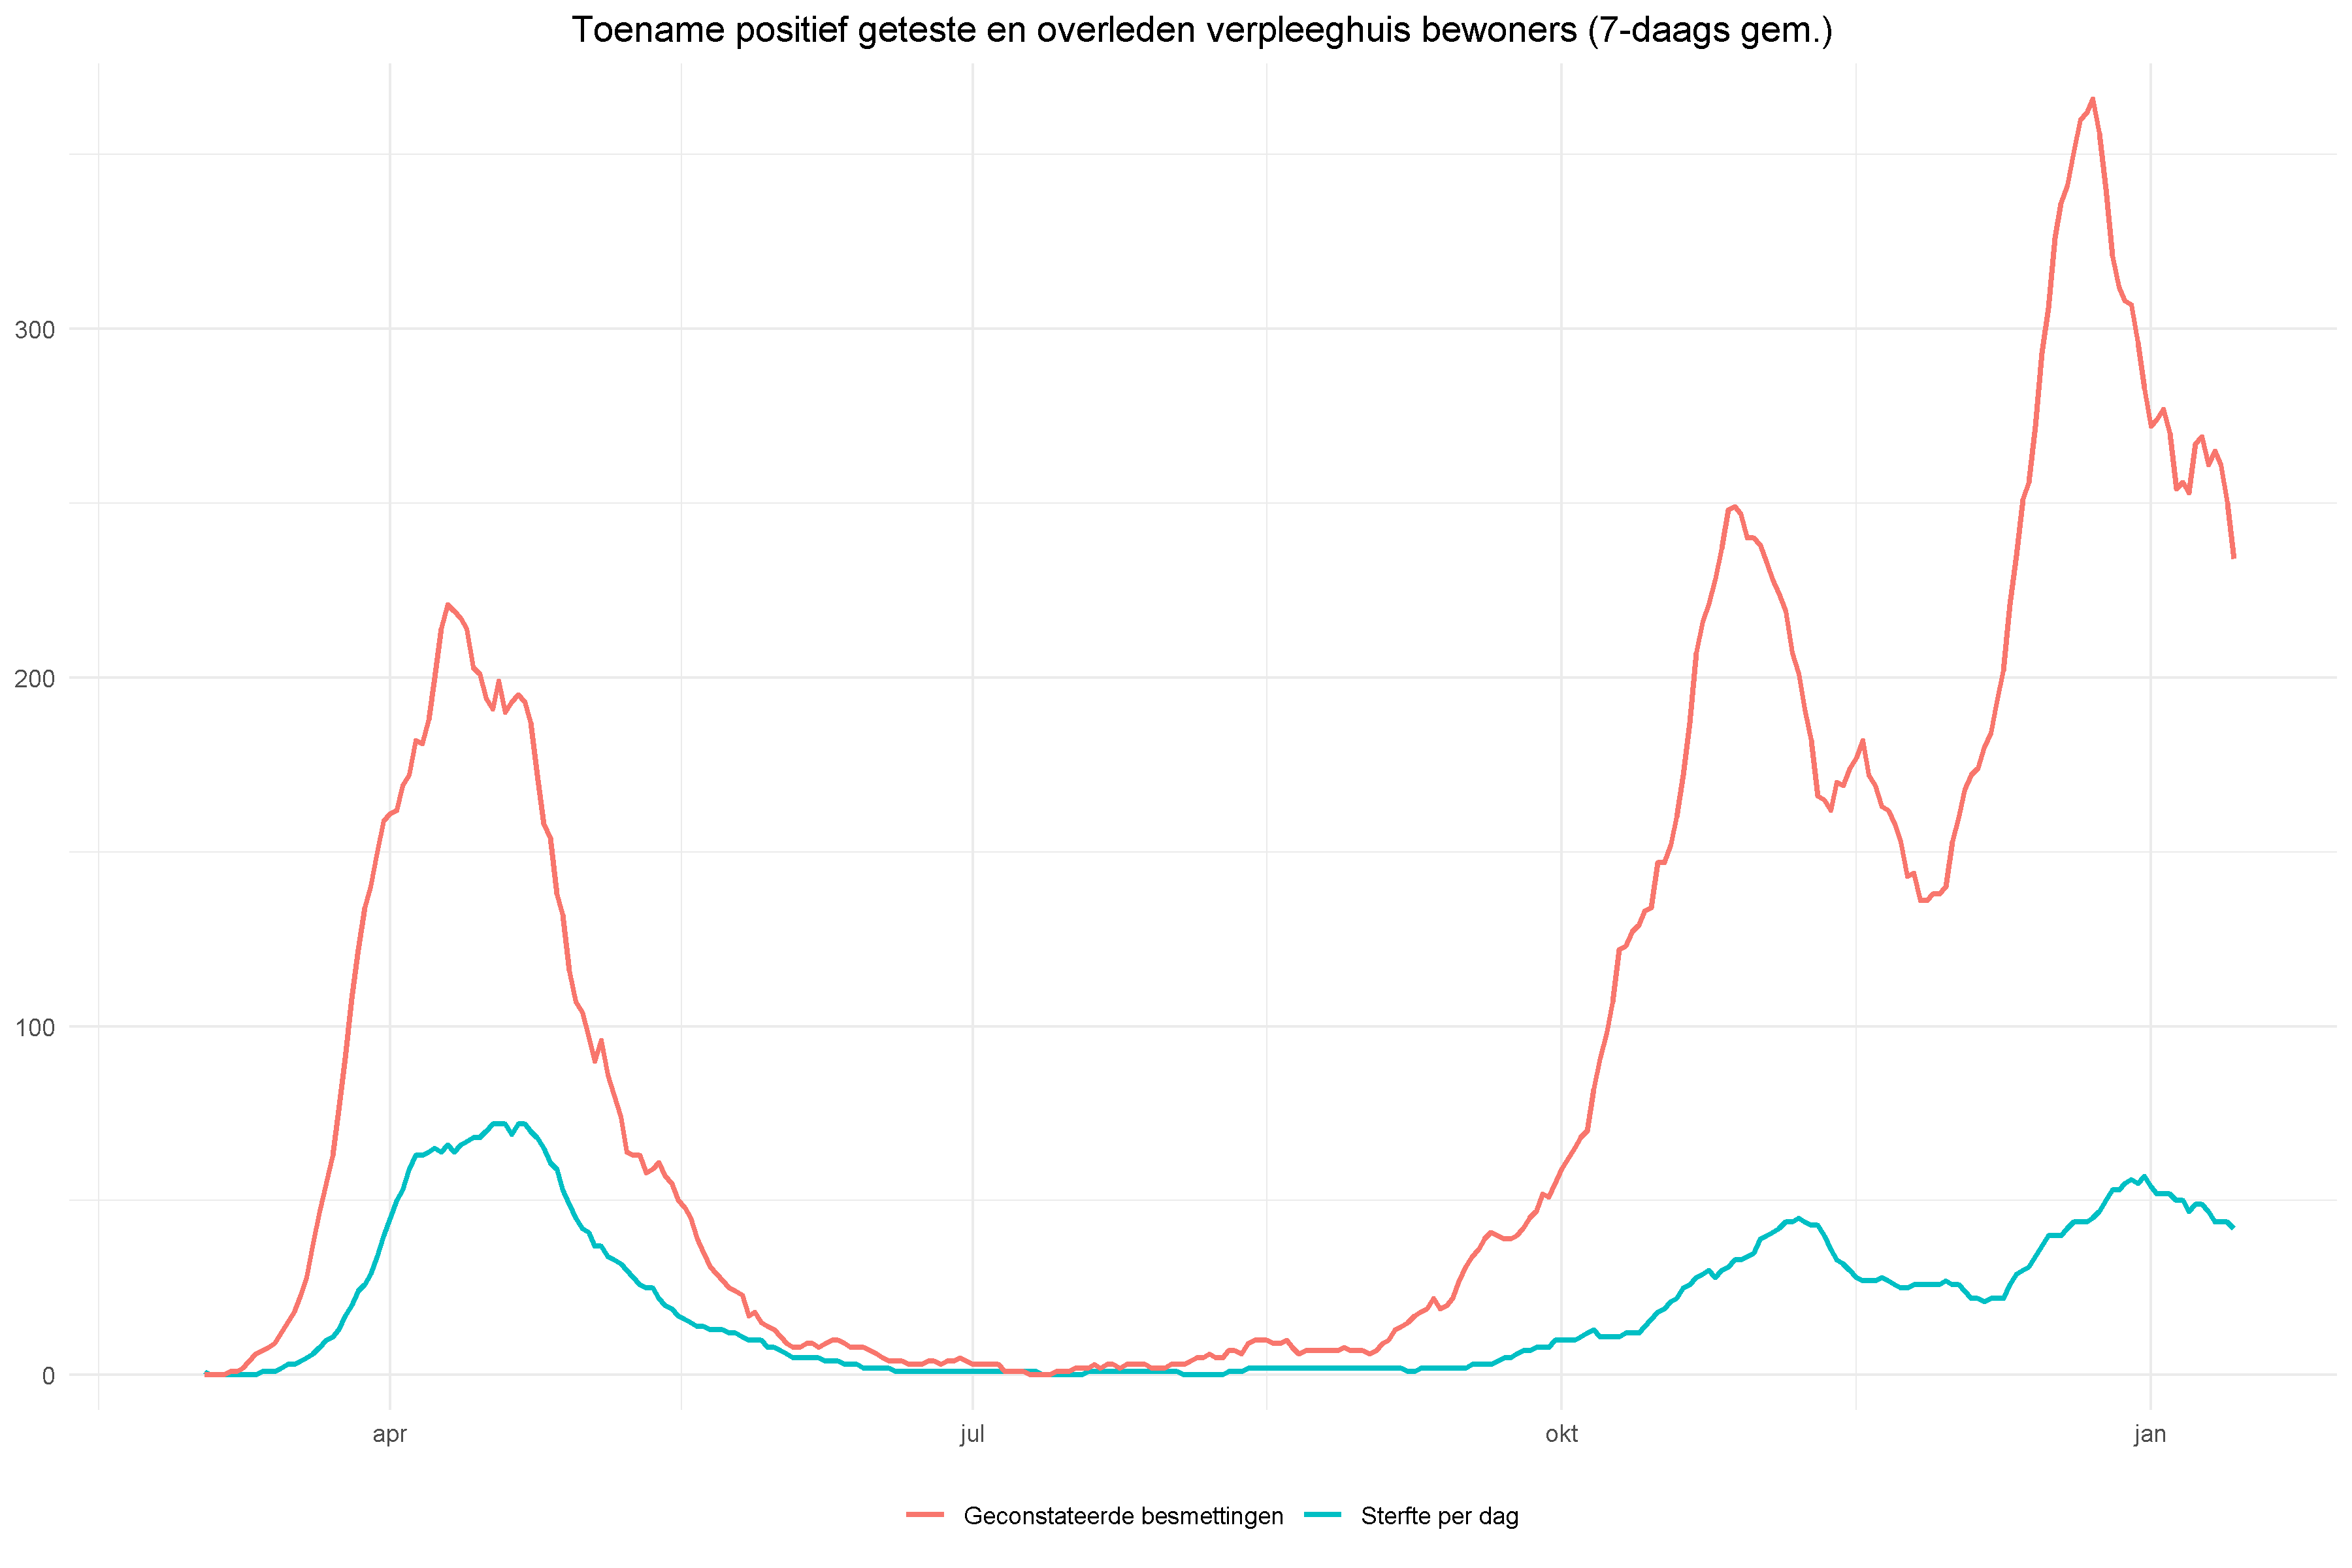 Toename positief geteste en overleden verpleeghuis bewoners (7-daags gem.)
300
200
100
0
apr
jul
okt
jan
Geconstateerde besmettingen
Sterfte per dag